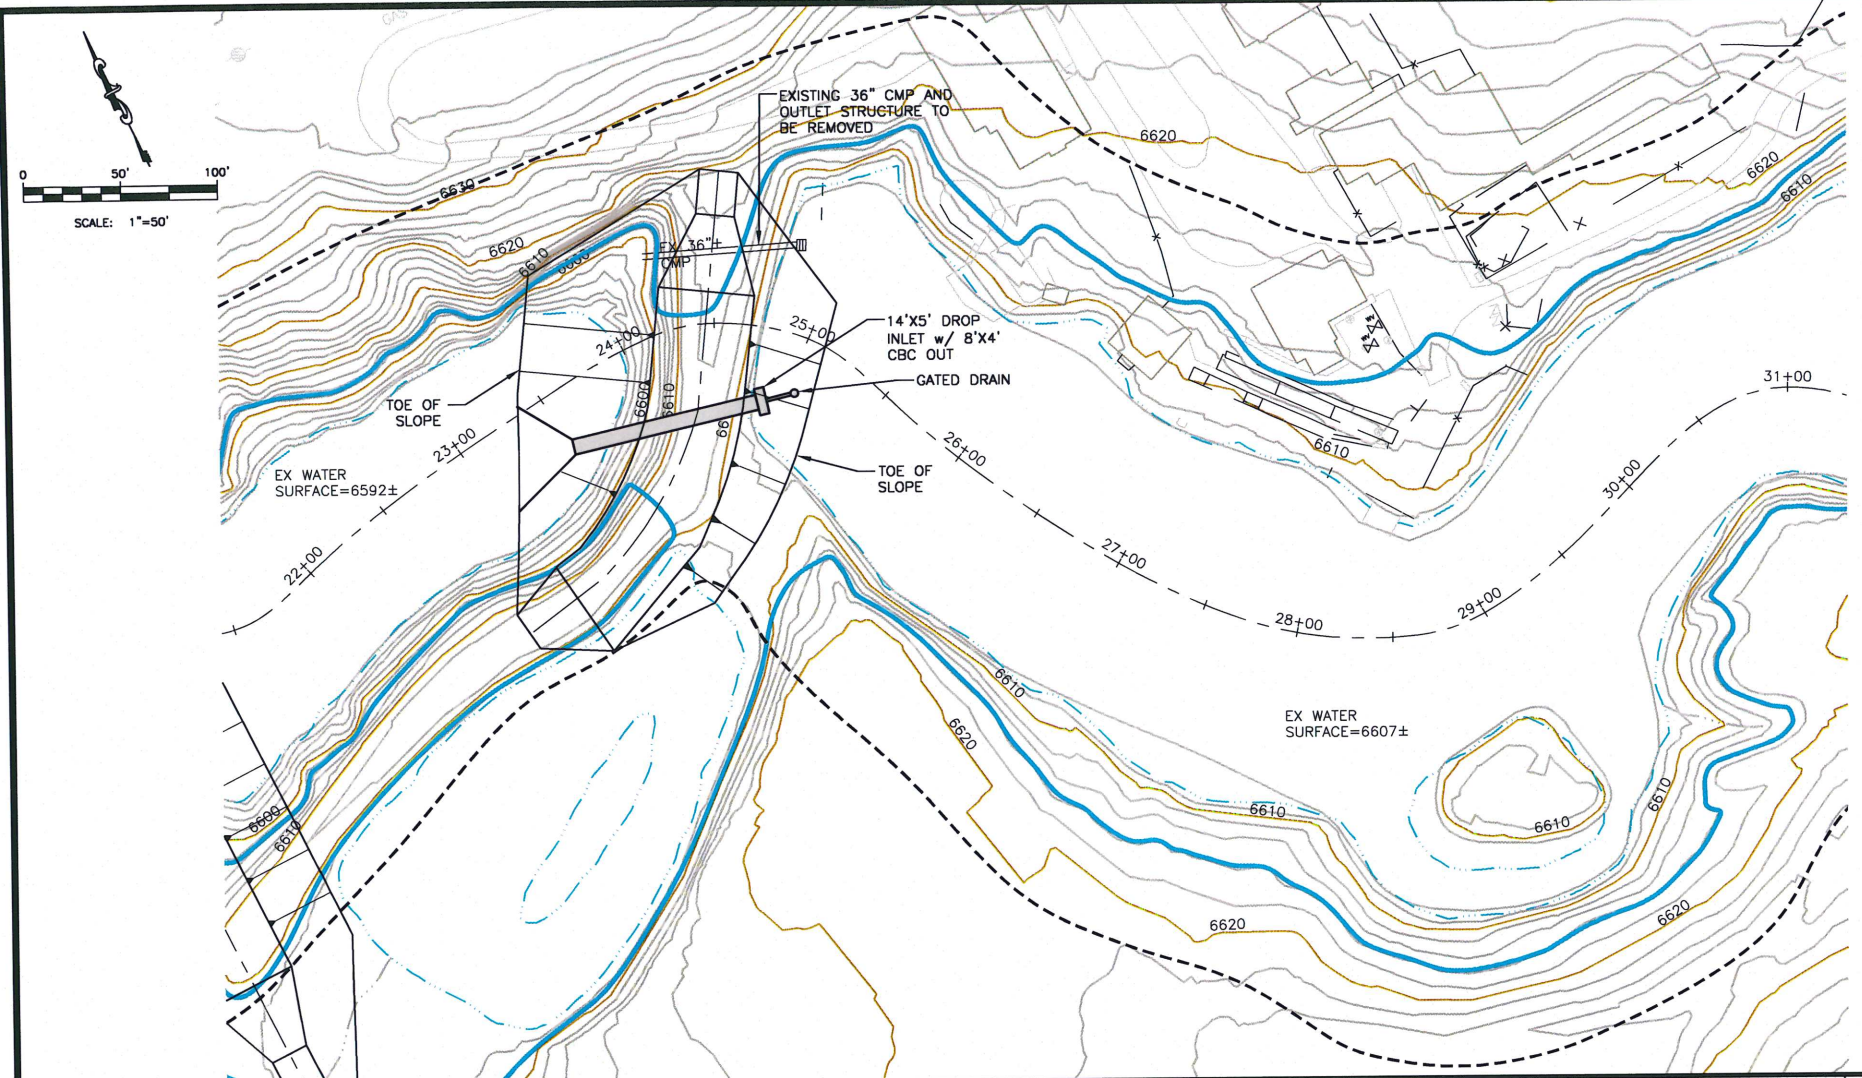 GAS
EXISTING 36" CMP AND
OUTLET STRUCTURE TO
BE REMOVED
6620
0 50' 100'
SCALE: 1"=50'
6630
6620
6610
6620
6610
EX 36"±
CMP
25+00
24+00
14'X5' DROP
INLET w/ 8'X4'
CBC OUT
GATED DRAIN
31+00
TOE OF
SLOPE
6600
6610
23+00
26+00
6610
30+00
EX WATER
SURFACE=6592±
TOE OF
SLOPE
22+00
27+00
28+00
29+00
6610
6620
EX WATER
SURFACE=6607±
6610
6610
6610
6600
6610
6620
6620